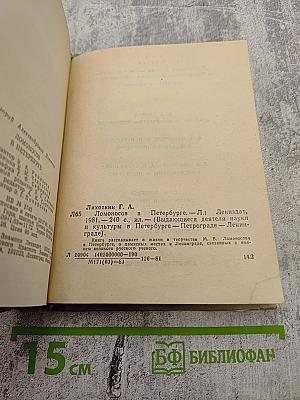 Лихоткин Г. А.
Л65 Ломоносов в Петербурге. — Л.: Лениздат,
1981. — 240 с., ил. — (Выдающиеся деятели науки
и культуры в Петербурге — Петрограде — Ленин-
граде).
Книга рассказывает о жизни и творчестве М. В. Ломоносова
в Петербурге, о памятных местах в Ленинграде, связанных с име-
нем великого русского ученого.
Л 20904 1402000000—190
М171(03)—81 126—81 14.2
15 см
БФ БИБЛИОФАН